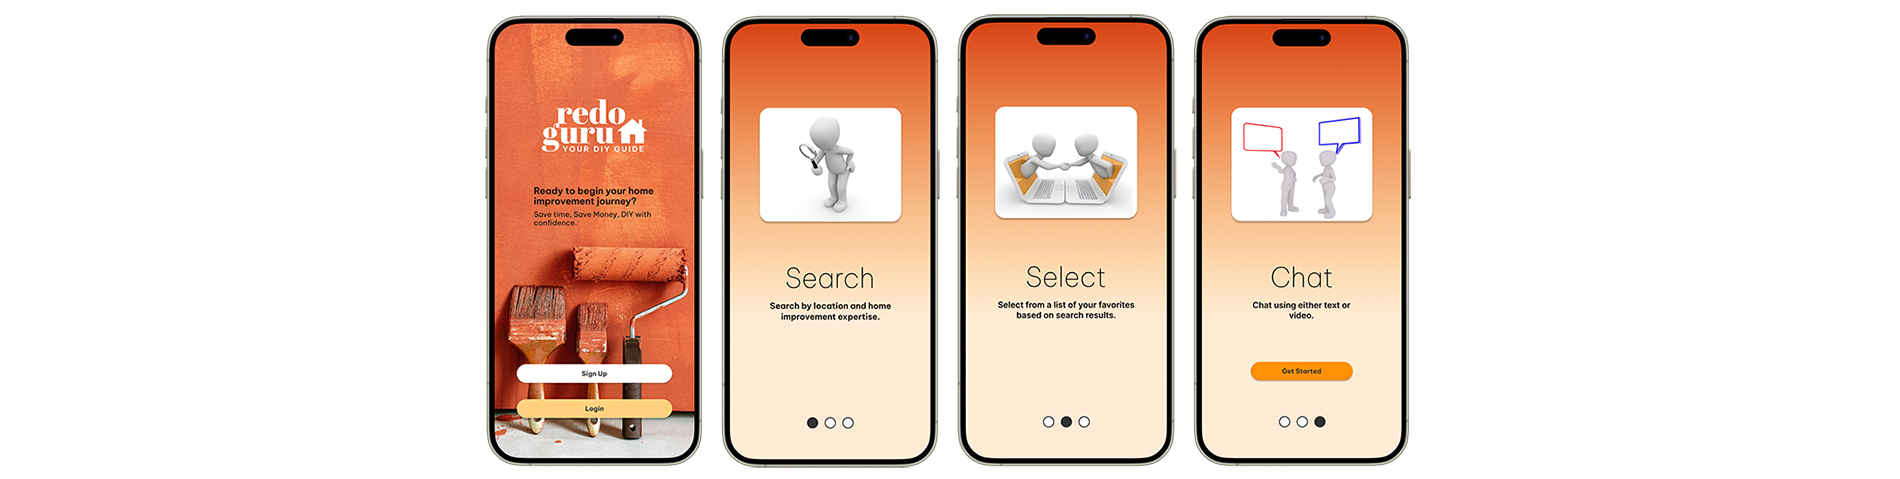 redo
guru
YOUR DIY GUIDE
Ready to begin your home
improvement journey?
Save time, Save Money, DIY with
confidence.
Sign Up
Login
Search
Search by location and home
improvement expertise.
Select
Select from a list of your favorites
based on search results.
Chat
Chat using either text or
video.
Get Started